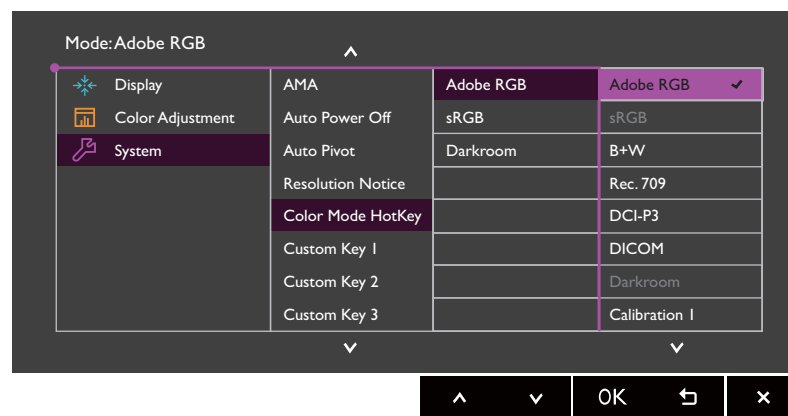 Mode: Adobe RGB
Display AMA Adobe RGB Adobe RGB
Color Adjustment Auto Power Off sRGB sRGB
System Auto Pivot Darkroom B+W
Resolution Notice Rec. 709
Color Mode HotKey DCI-P3
Custom Key 1 DICOM
Custom Key 2 Darkroom
Custom Key 3 Calibration 1
OK